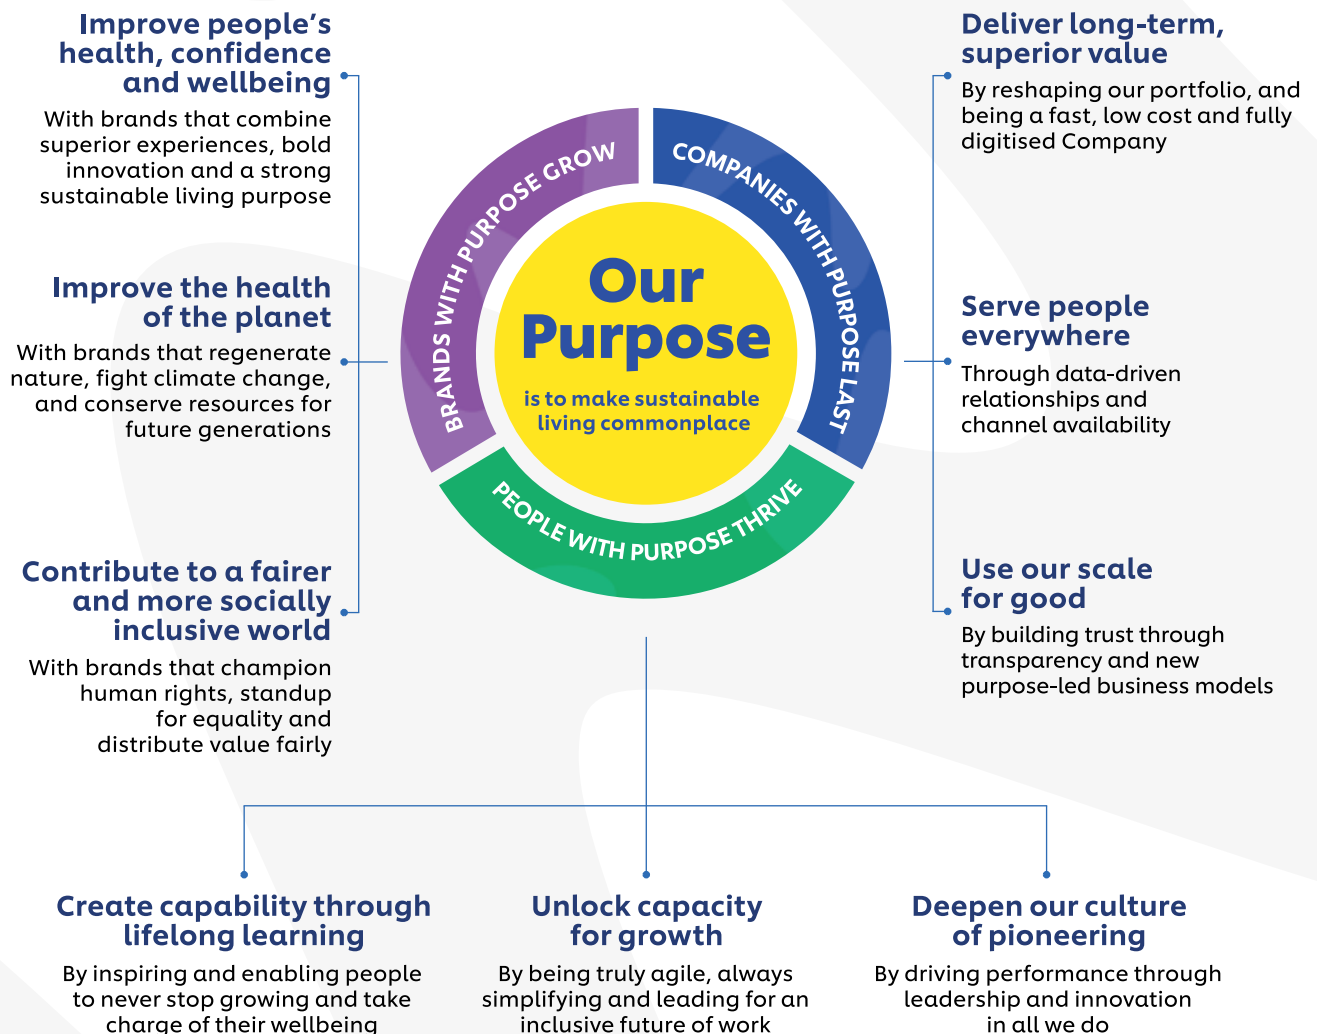 Improve people's
health, confidence
and wellbeing
With brands that combine
superior experiences, bold
innovation and a strong
sustainable living purpose
Improve the health
of the planet
With brands that regenerate
nature, fight climate change,
and conserve resources for
future generations
Contribute to a fairer
and more socially
inclusive world
With brands that champion
human rights, standup
for equality and
distribute value fairly
BRANDS WITH PURPOSE GROW
COMPANIES WITH PURPOSE LAST
PEOPLE WITH PURPOSE THRIVE
Our
Purpose
is to make sustainable
living commonplace
Deliver long-term,
superior value
By reshaping our portfolio, and
being a fast, low cost and fully
digitised Company
Serve people
everywhere
Through data-driven
relationships and
channel availability
Use our scale
for good
By building trust through
transparency and new
purpose-led business models
Create capability through
lifelong learning
By inspiring and enabling people
to never stop growing and take
charge of their wellbeing
Unlock capacity
for growth
By being truly agile, always
simplifying and leading for an
inclusive future of work
Deepen our culture
of pioneering
By driving performance through
leadership and innovation
in all we do